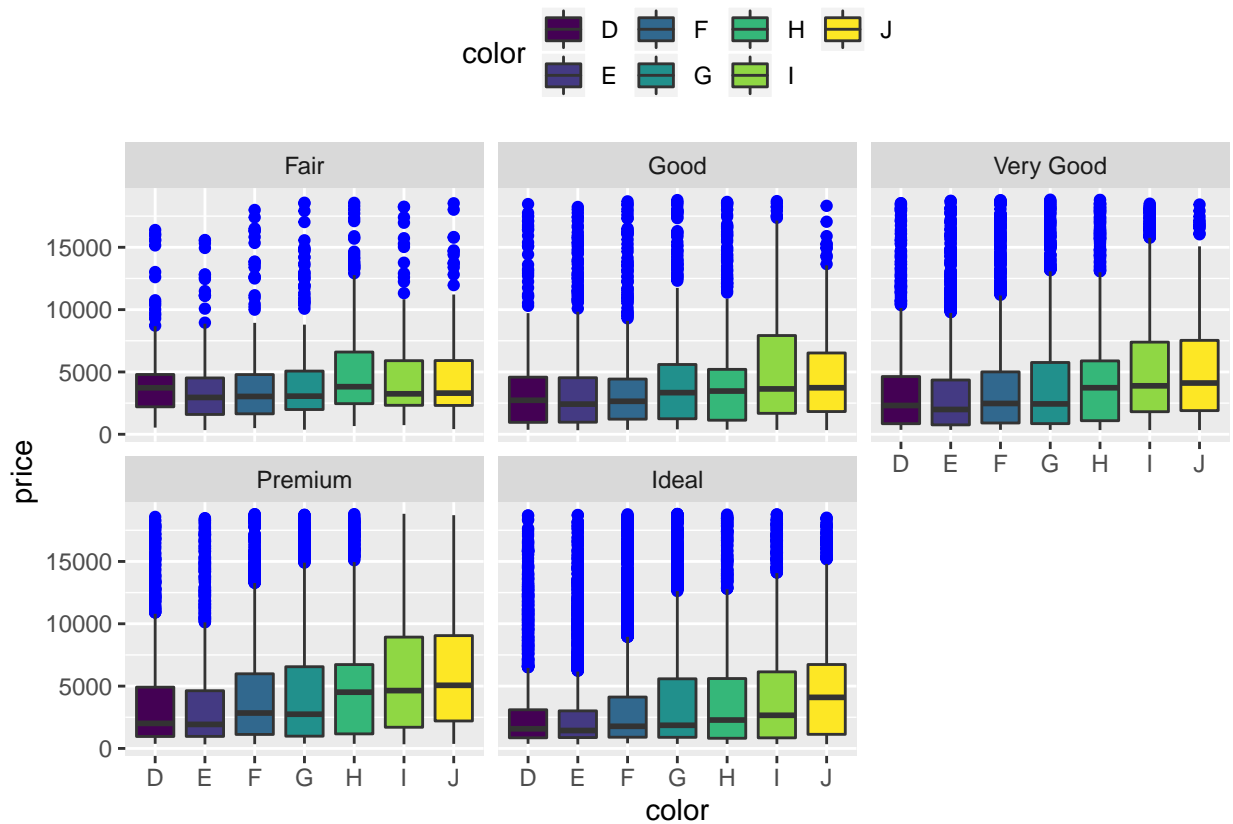 color
D F H J
E G I
Fair Good Very Good
price
15000
10000
5000
0
D E F G H I J
Premium Ideal
15000
10000
5000
0
D E F G H I J D E F G H I J
color